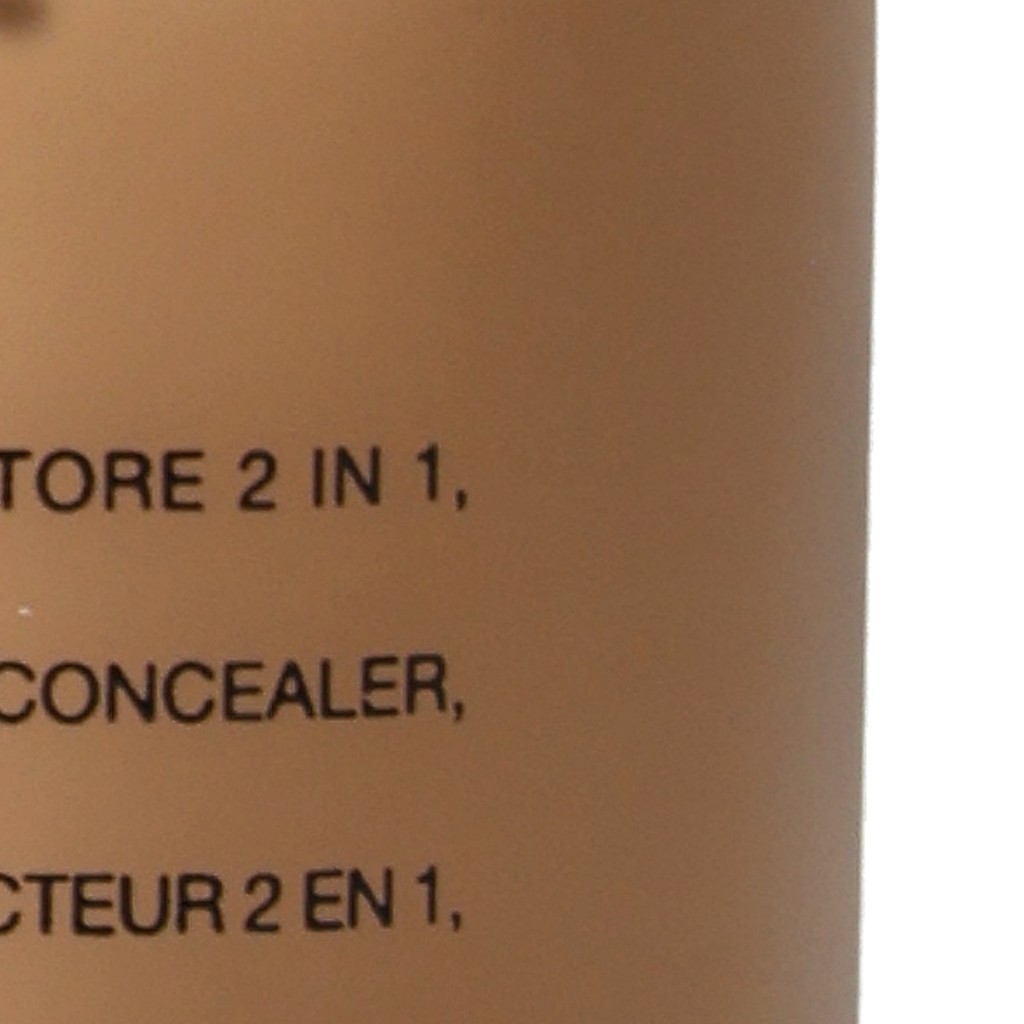 TORE 2 IN 1,
CONCEALER,
CTEUR 2 EN 1,